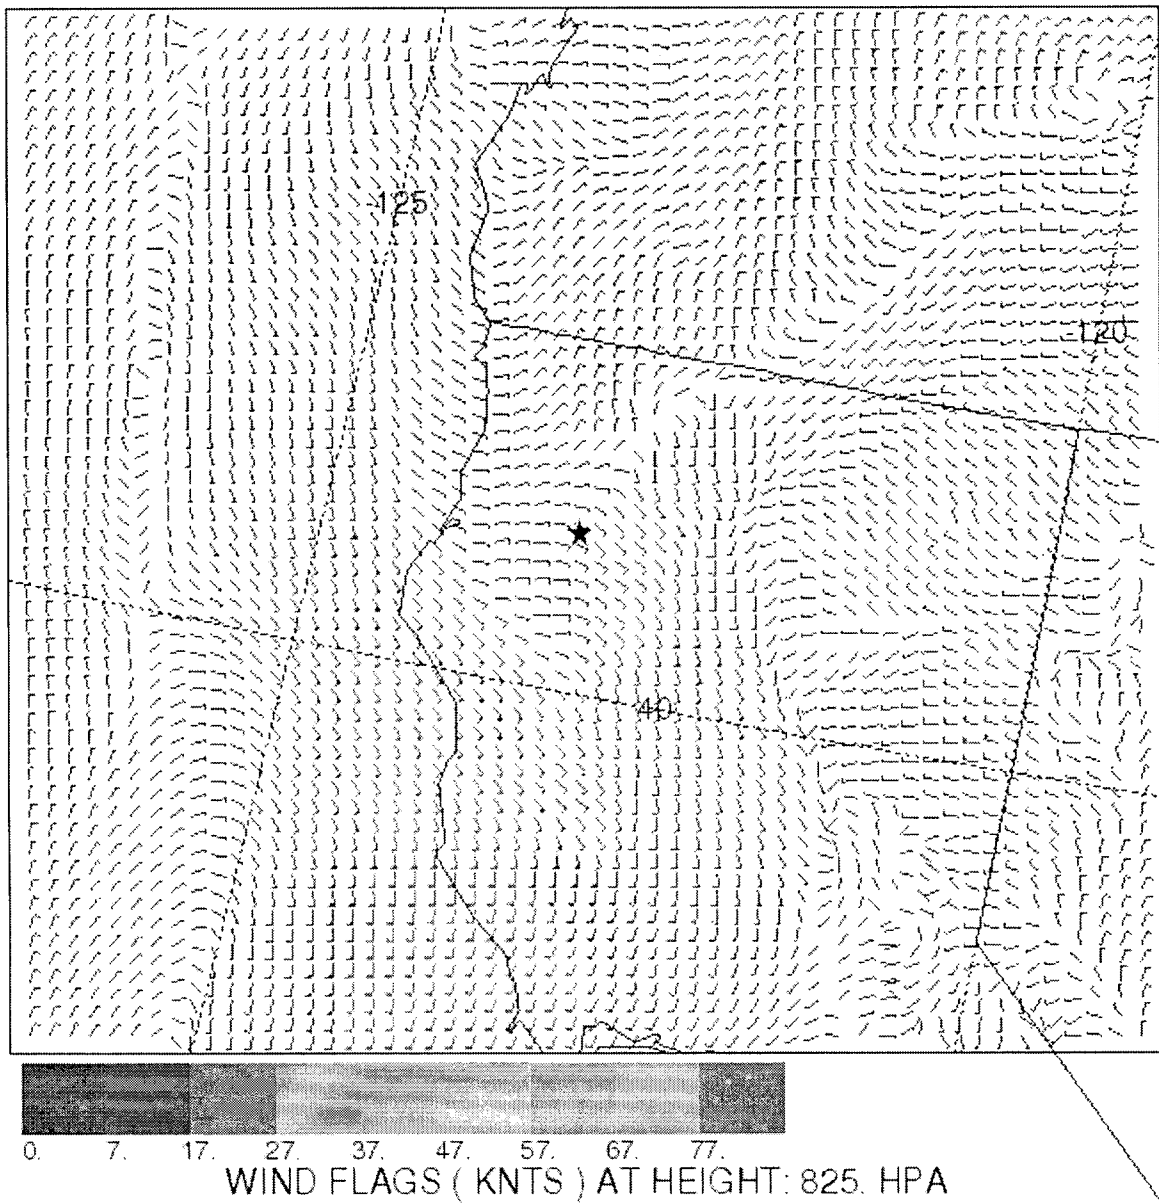 -125
-120
40
0. 7. 17. 27. 37. 47. 57. 67. 77.
WIND FLAGS ( KNTS ) AT HEIGHT: 825. HPA